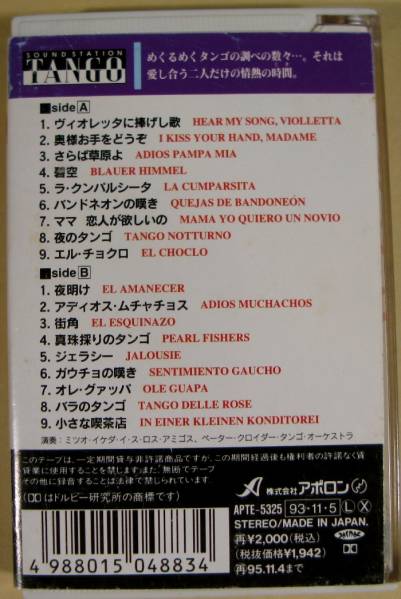 SOUND STATION
TANGO
めくるめくタンゴの調べの数々…。それは
愛し合う二人だけの情熱の時間。
■side A
1. ヴィオレッタに捧げし歌 HEAR MY SONG, VIOLLETTA
2. 奥様お手をどうぞ I KISS YOUR HAND, MADAME
3. さらば草原よ ADIOS PAMPA MIA
4. 碧空 BLAUER HIMMEL
5. ラ・クンパルシータ LA CUMPARSITA
6. バンドネオンの嘆き QUEJAS DE BANDONEÓN
7. ママ 恋人が欲しいの MAMA YO QUIERO UN NOVIO
8. 夜のタンゴ TANGO NOTTURNO
9. エル・チョクロ EL CHOCLO
■side B
1. 夜明け EL AMANECER
2. アディオス・ムチャチョス ADIOS MUCHACHOS
3. 街角 EL ESQUINAZO
4. 真珠採りのタンゴ PEARL FISHERS
5. ジェラシー JALOUSIE
6. ガウチョの嘆き SENTIMIENTO GAUCHO
7. オレ・グァッパ OLE GUAPA
8. バラのタンゴ TANGO DELLE ROSE
9. 小さな喫茶店 IN EINER KLEINEN KONDITOREI
演奏:ミツオ・イケダ・イ・ス・ロス・アミゴス、ペーター・クロイダー・タンゴ・オーケストラ
このテープは、一定期間貸与非許諾商品ですが、この期間経過後も権利者の許諾なく賃
貸業に使用することを禁じます。また、無断でテープ
その他に録音することは法律で禁じられています。
(DDはドルビー研究所の商標です)
株式会社アポロン
APTE-5325 93・11・5 L X
STEREO/MADE IN JAPAN.
再¥2,000(税込)
(税抜価格¥1,942)
再95.11.4まで
4 988015 048834